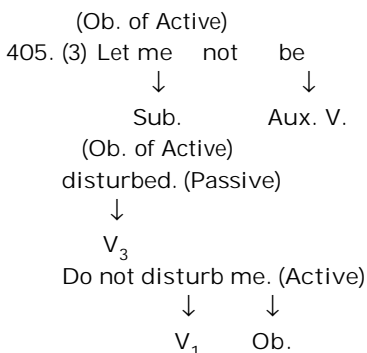 (Ob. of Active)
405. (3) Let me not be
↓ ↓
Sub. Aux. V.
(Ob. of Active)
disturbed. (Passive)
↓
V₃
Do not disturb me. (Active)
↓ ↓
V₁ Ob.